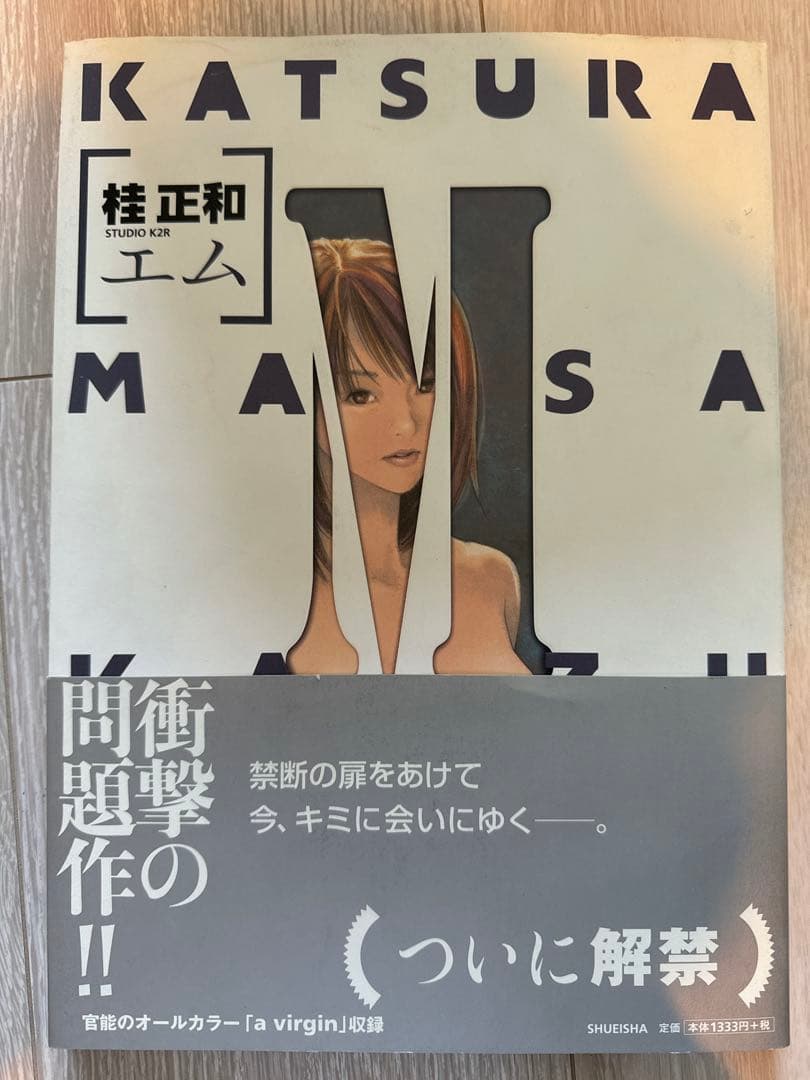 KATSURA
桂 正和
STUDIO K2R
エム
M
MASA
KAZU
衝撃の
問題作!!
禁断の扉をあけて
今、キミに会いにゆく――。
(ついに解禁)
官能のオールカラー「a virgin」収録
SHUEISHA 定価 本体1333円+税